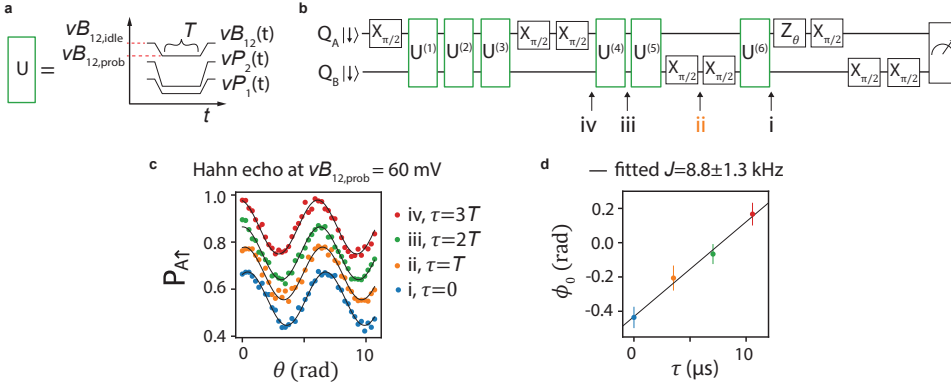 a
vB12,idle
vB12,prob
U =
T
vB12(t)
vP2(t)
vP1(t)
t
b
QA |↓⟩ Xπ/2 U(1) U(2) U(3) Xπ/2 Xπ/2 U(4) U(5) U(6) Zθ Xπ/2
QB |↓⟩ Xπ/2 Xπ/2 Xπ/2 Xπ/2
iv iii ii i
c Hahn echo at vB12,prob = 60 mV
PA↑
1.0
0.8
0.6
0.4
0 10
θ (rad)
iv, τ=3T
iii, τ=2T
ii, τ=T
i, τ=0
d — fitted J=8.8±1.3 kHz
ϕ0 (rad)
0.2
0.0
-0.2
-0.4
0 10
τ (μs)